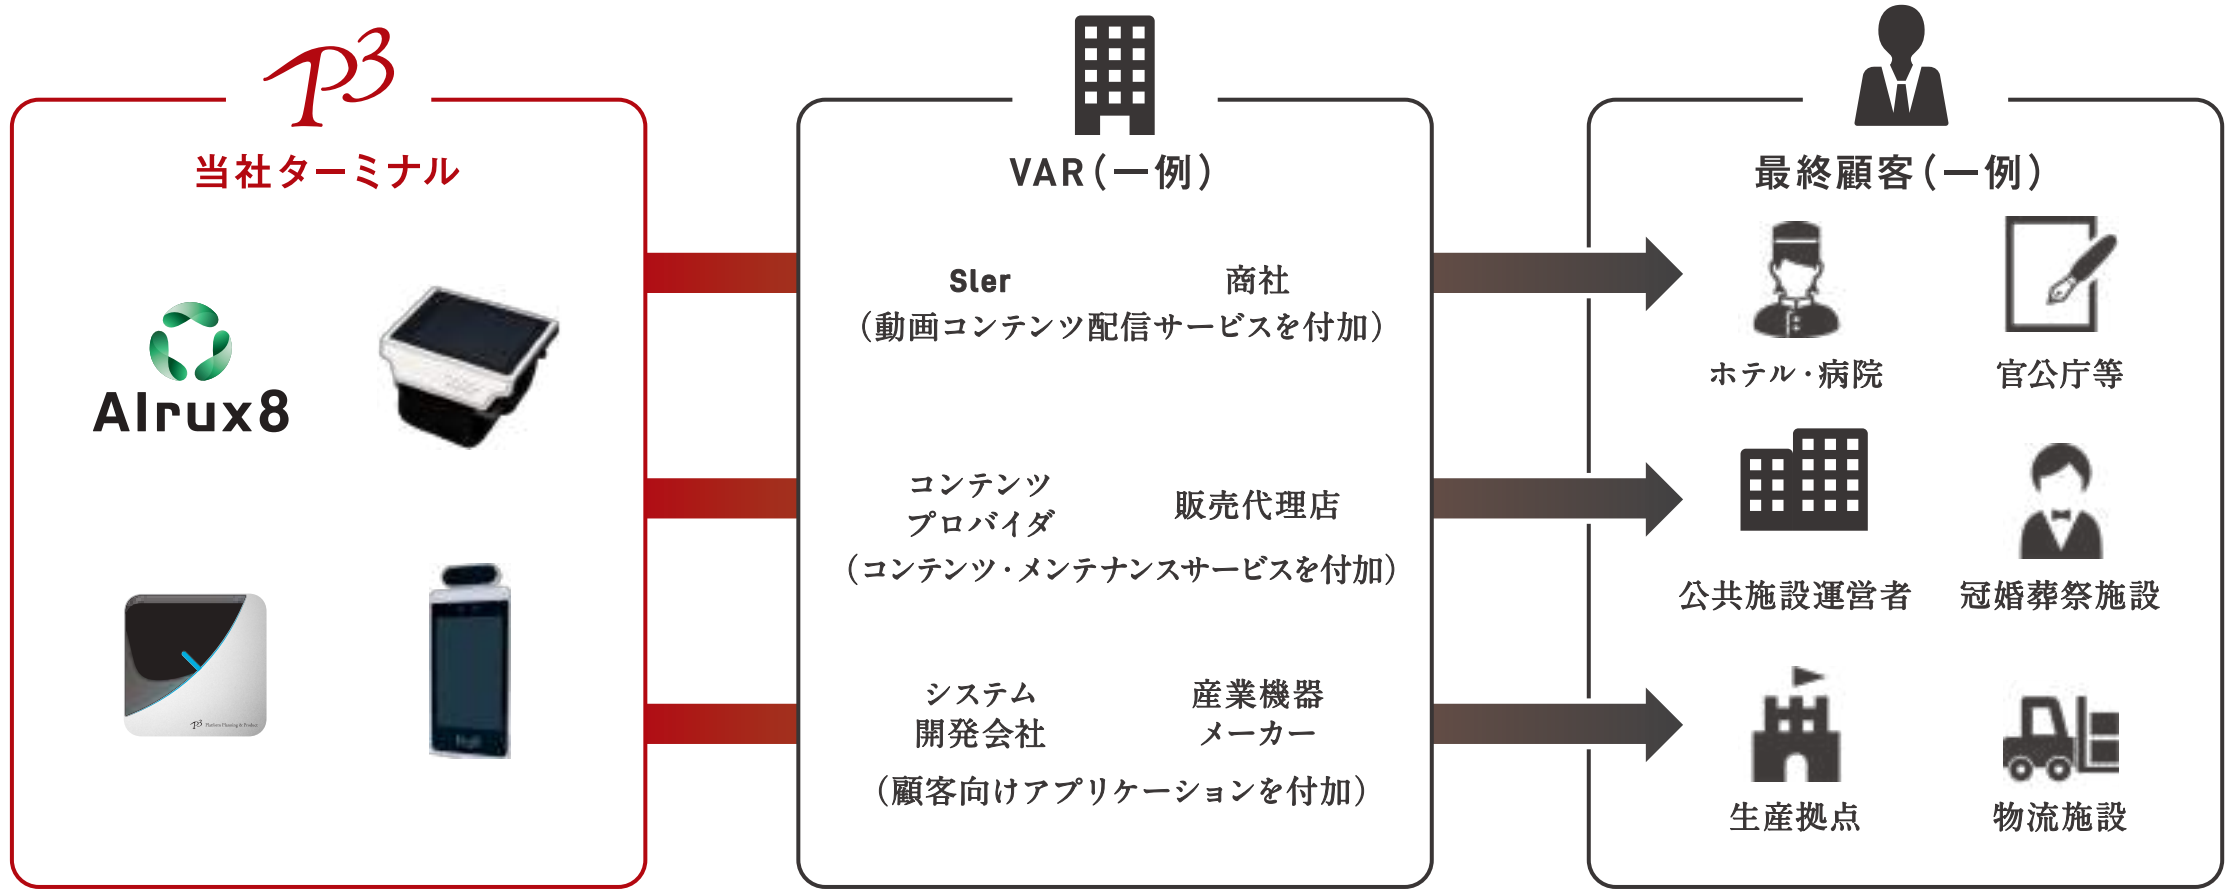 P3
当社ターミナル
AIrux8
P3 Platform Planning & Product
VAR(一例)
SIer 商社
(動画コンテンツ配信サービスを付加)
コンテンツ
プロバイダ
販売代理店
(コンテンツ・メンテナンスサービスを付加)
システム
開発会社
産業機器
メーカー
(顧客向けアプリケーションを付加)
最終顧客(一例)
ホテル・病院 官公庁等
公共施設運営者 冠婚葬祭施設
生産拠点 物流施設